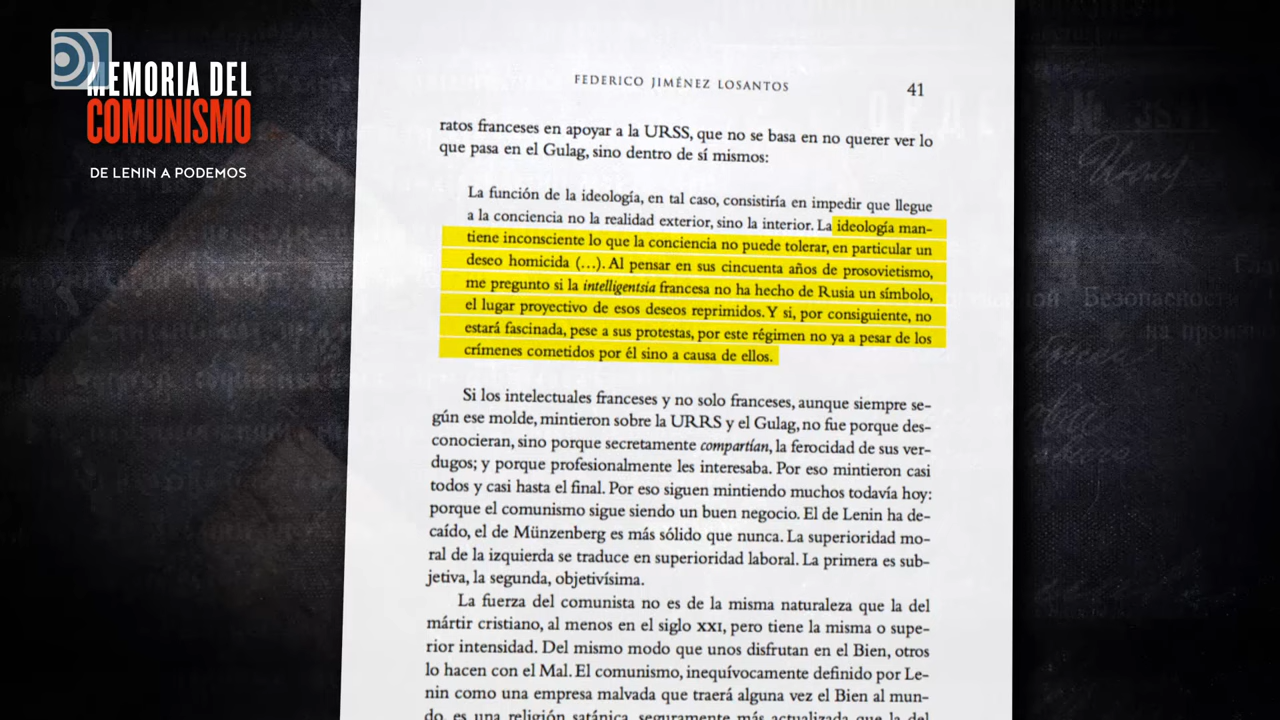 MEMORIA DEL
COMUNISMO
DE LENIN A PODEMOS
FEDERICO JIMÉNEZ LOSANTOS 41
ratos franceses en apoyar a la URSS, que no se basa en no querer ver lo
que pasa en el Gulag, sino dentro de sí mismos:
La función de la ideología, en tal caso, consistiría en impedir que llegue
a la conciencia no la realidad exterior, sino la interior. La ideología man-
tiene inconsciente lo que la conciencia no puede tolerar, en particular un
deseo homicida (...). Al pensar en sus cincuenta años de prosovietismo,
me pregunto si la intelligentsia francesa no ha hecho de Rusia un símbolo,
el lugar proyectivo de esos deseos reprimidos. Y si, por consiguiente, no
estará fascinada, pese a sus protestas, por este régimen no ya a pesar de los
crímenes cometidos por él sino a causa de ellos.
Si los intelectuales franceses y no solo franceses, aunque siempre se-
gún ese molde, mintieron sobre la URRS y el Gulag, no fue porque des-
conocieran, sino porque secretamente compartían, la ferocidad de sus ver-
dugos; y porque profesionalmente les interesaba. Por eso mintieron casi
todos y casi hasta el final. Por eso siguen mintiendo muchos todavía hoy:
porque el comunismo sigue siendo un buen negocio. El de Lenin ha de-
caído, el de Münzenberg es más sólido que nunca. La superioridad mo-
ral de la izquierda se traduce en superioridad laboral. La primera es sub-
jetiva, la segunda, objetivísima.
La fuerza del comunista no es de la misma naturaleza que la del
mártir cristiano, al menos en el siglo XXI, pero tiene la misma o supe-
rior intensidad. Del mismo modo que unos disfrutan en el Bien, otros
lo hacen con el Mal. El comunismo, inequívocamente definido por Le-
nin como una empresa malvada que traerá alguna vez el Bien al mun-
do, es una religión satánica, seguramente más actualizada que la del
Безопасности